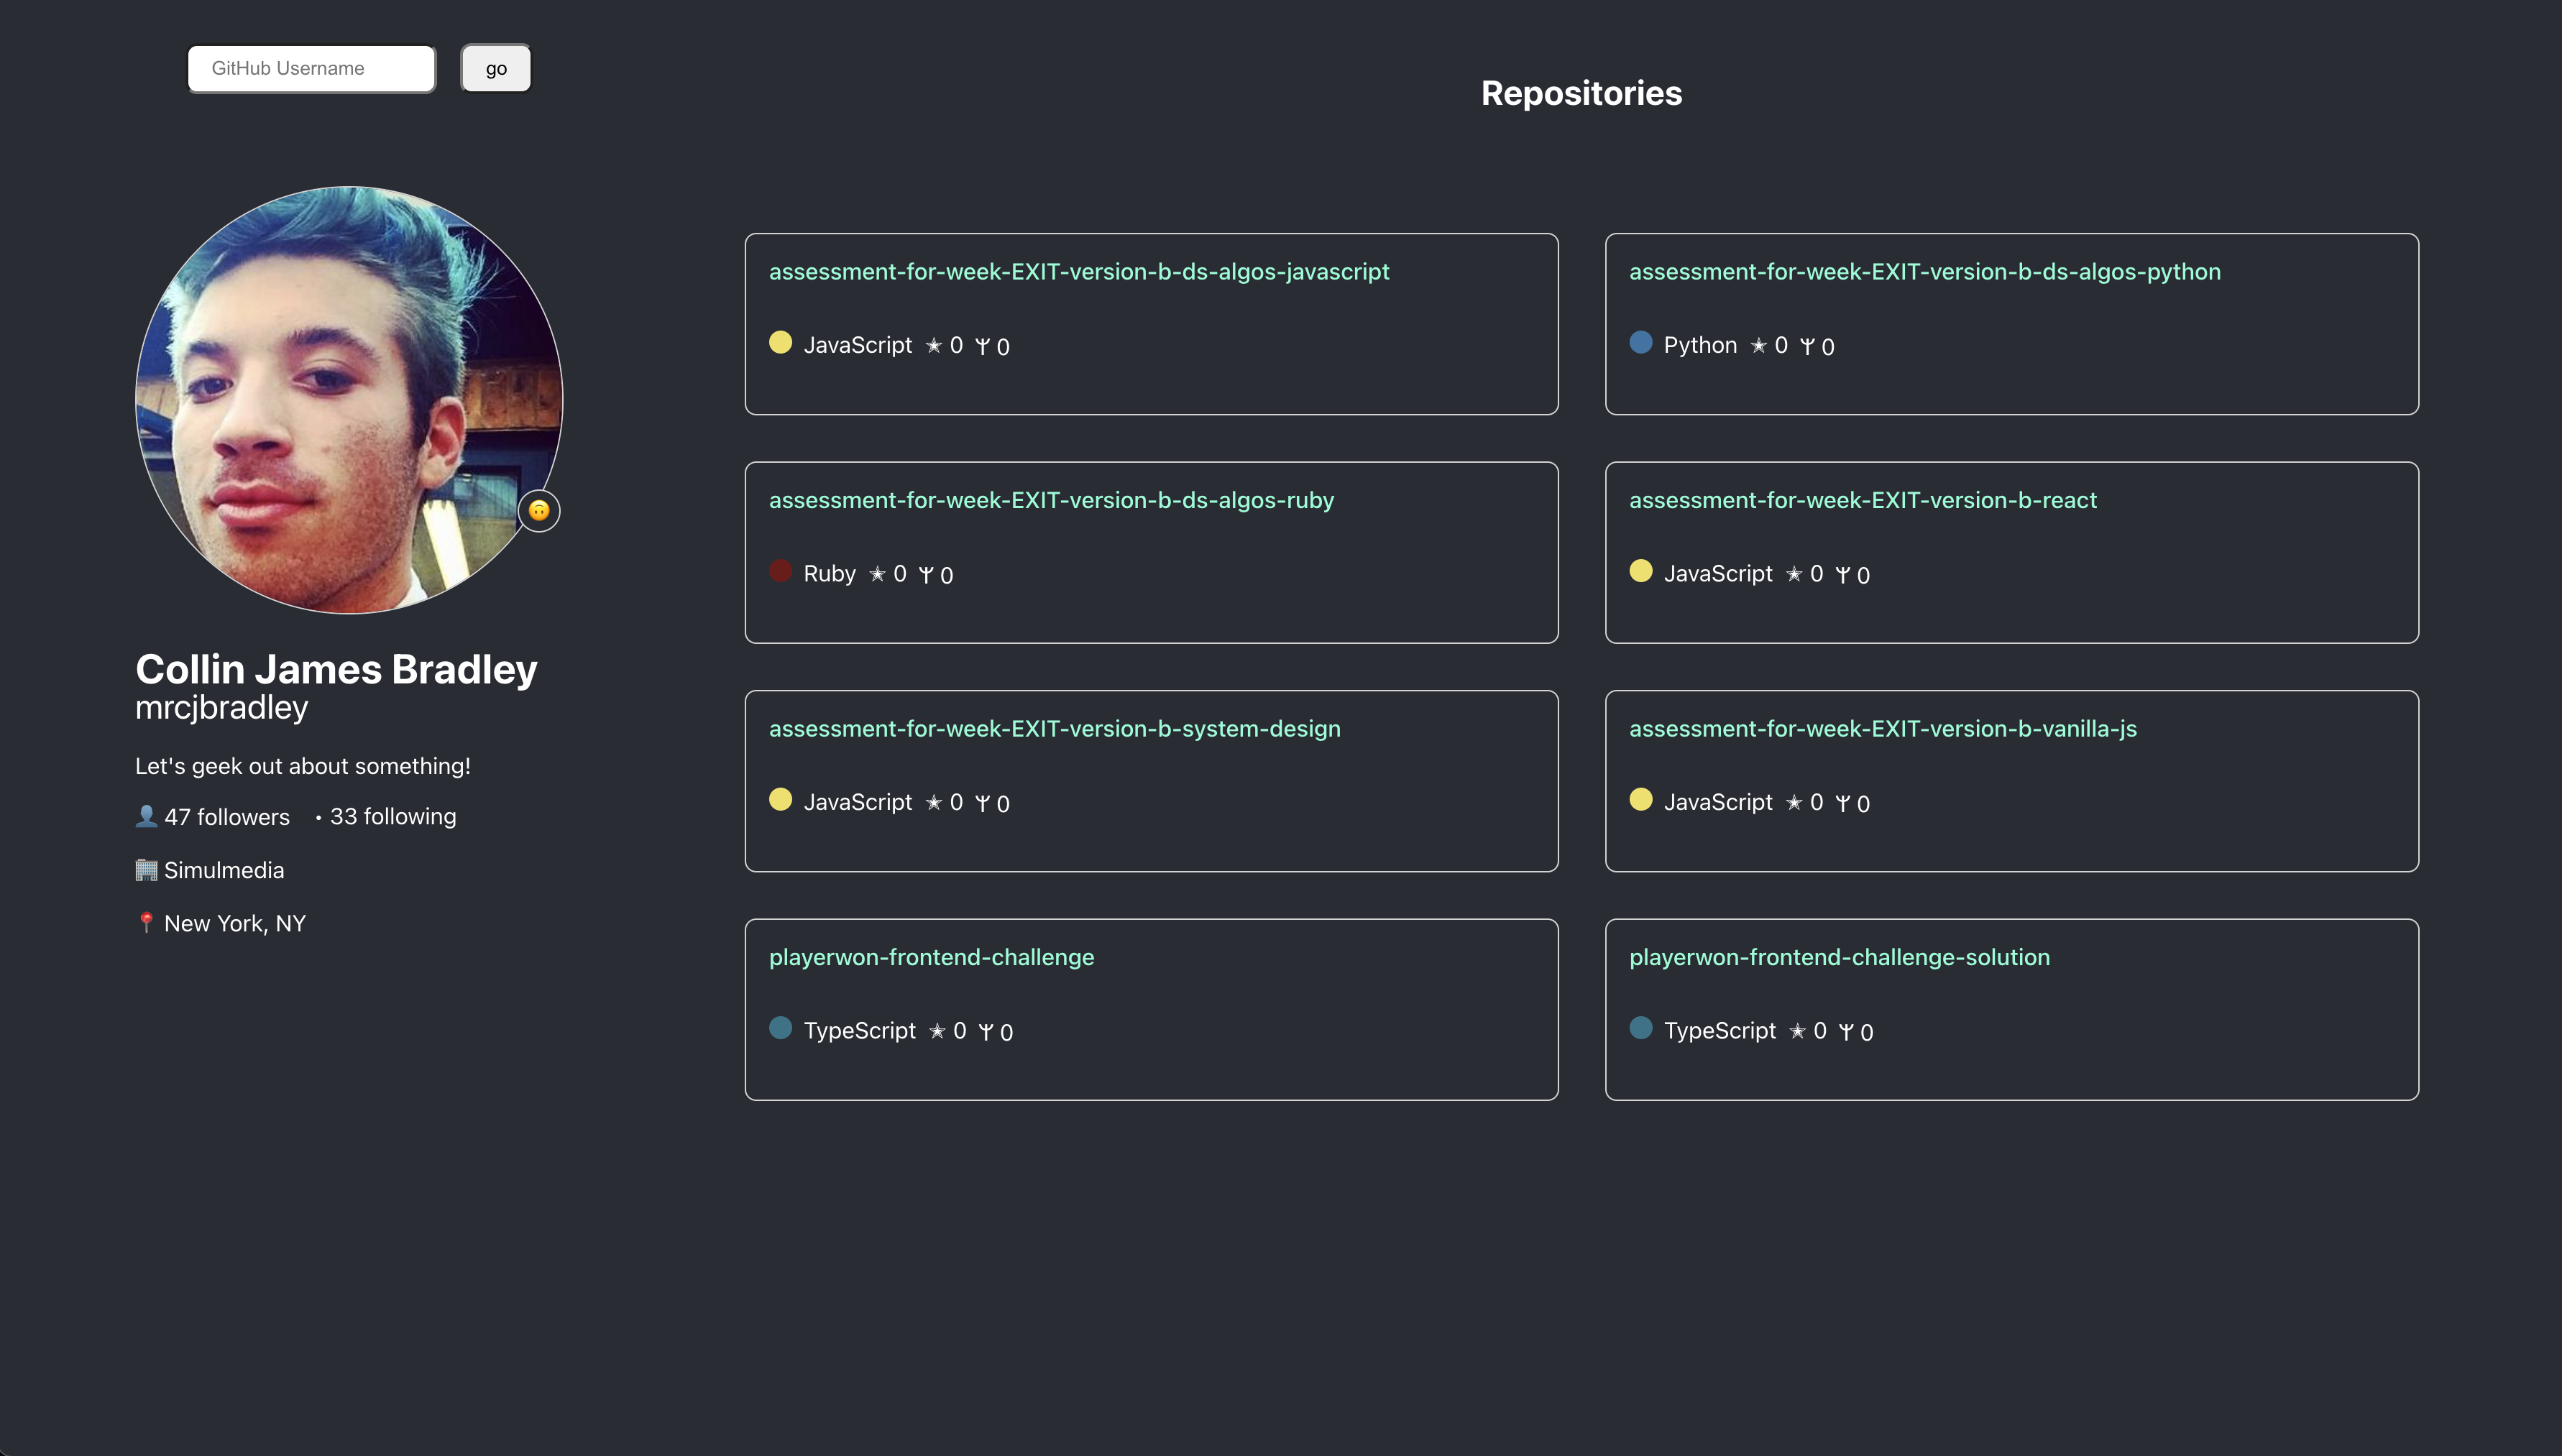 GitHub Username
go
Repositories
assessment-for-week-EXIT-version-b-ds-algos-javascript
JavaScript ✭ 0 Ⲯ 0
assessment-for-week-EXIT-version-b-ds-algos-python
Python ✭ 0 Ⲯ 0
assessment-for-week-EXIT-version-b-ds-algos-ruby
Ruby ✭ 0 Ⲯ 0
assessment-for-week-EXIT-version-b-react
JavaScript ✭ 0 Ⲯ 0
assessment-for-week-EXIT-version-b-system-design
JavaScript ✭ 0 Ⲯ 0
assessment-for-week-EXIT-version-b-vanilla-js
JavaScript ✭ 0 Ⲯ 0
playerwon-frontend-challenge
TypeScript ✭ 0 Ⲯ 0
playerwon-frontend-challenge-solution
TypeScript ✭ 0 Ⲯ 0
Collin James Bradley
mrcjbradley
Let's geek out about something!
👤 47 followers • 33 following
🏢 Simulmedia
📍 New York, NY